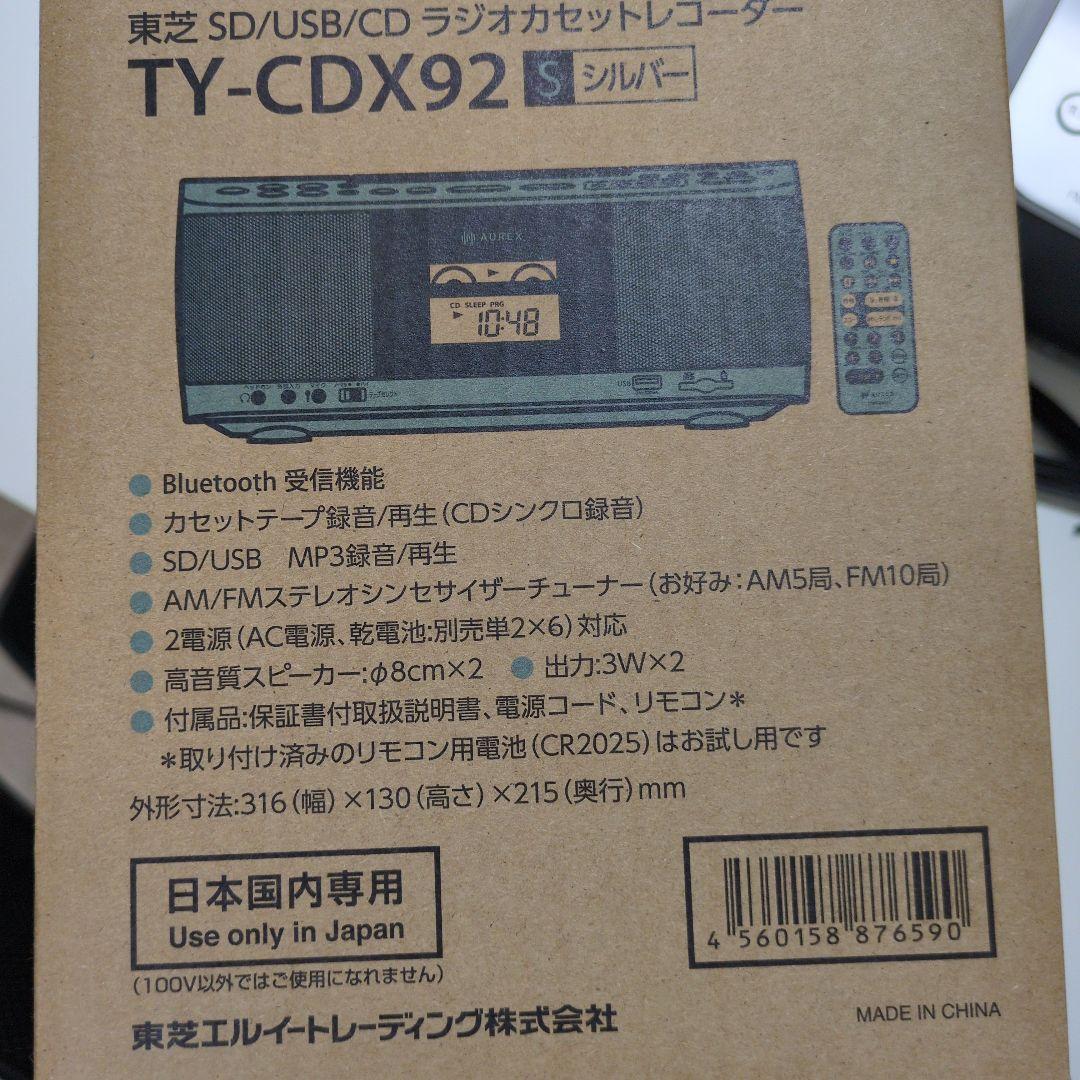 東芝 SD/USB/CD ラジオカセットレコーダー
TY-CDX92 S シルバー
AUREX
CD SLEEP PRG
10:48
USB
● Bluetooth 受信機能
● カセットテープ録音/再生(CDシンクロ録音)
● SD/USB MP3録音/再生
● AM/FMステレオシンセサイザーチューナー(お好み:AM5局、FM10局)
● 2電源(AC電源、乾電池:別売単2×6)対応
● 高音質スピーカー:φ8cm×2 ● 出力:3W×2
● 付属品:保証書付取扱説明書、電源コード、リモコン*
*取り付け済みのリモコン用電池(CR2025)はお試し用です
外形寸法:316(幅)×130(高さ)×215(奥行)mm
日本国内専用
Use only in Japan
(100V以外ではご使用になれません)
4 560158 876590
東芝エルイートレーディング株式会社
MADE IN CHINA